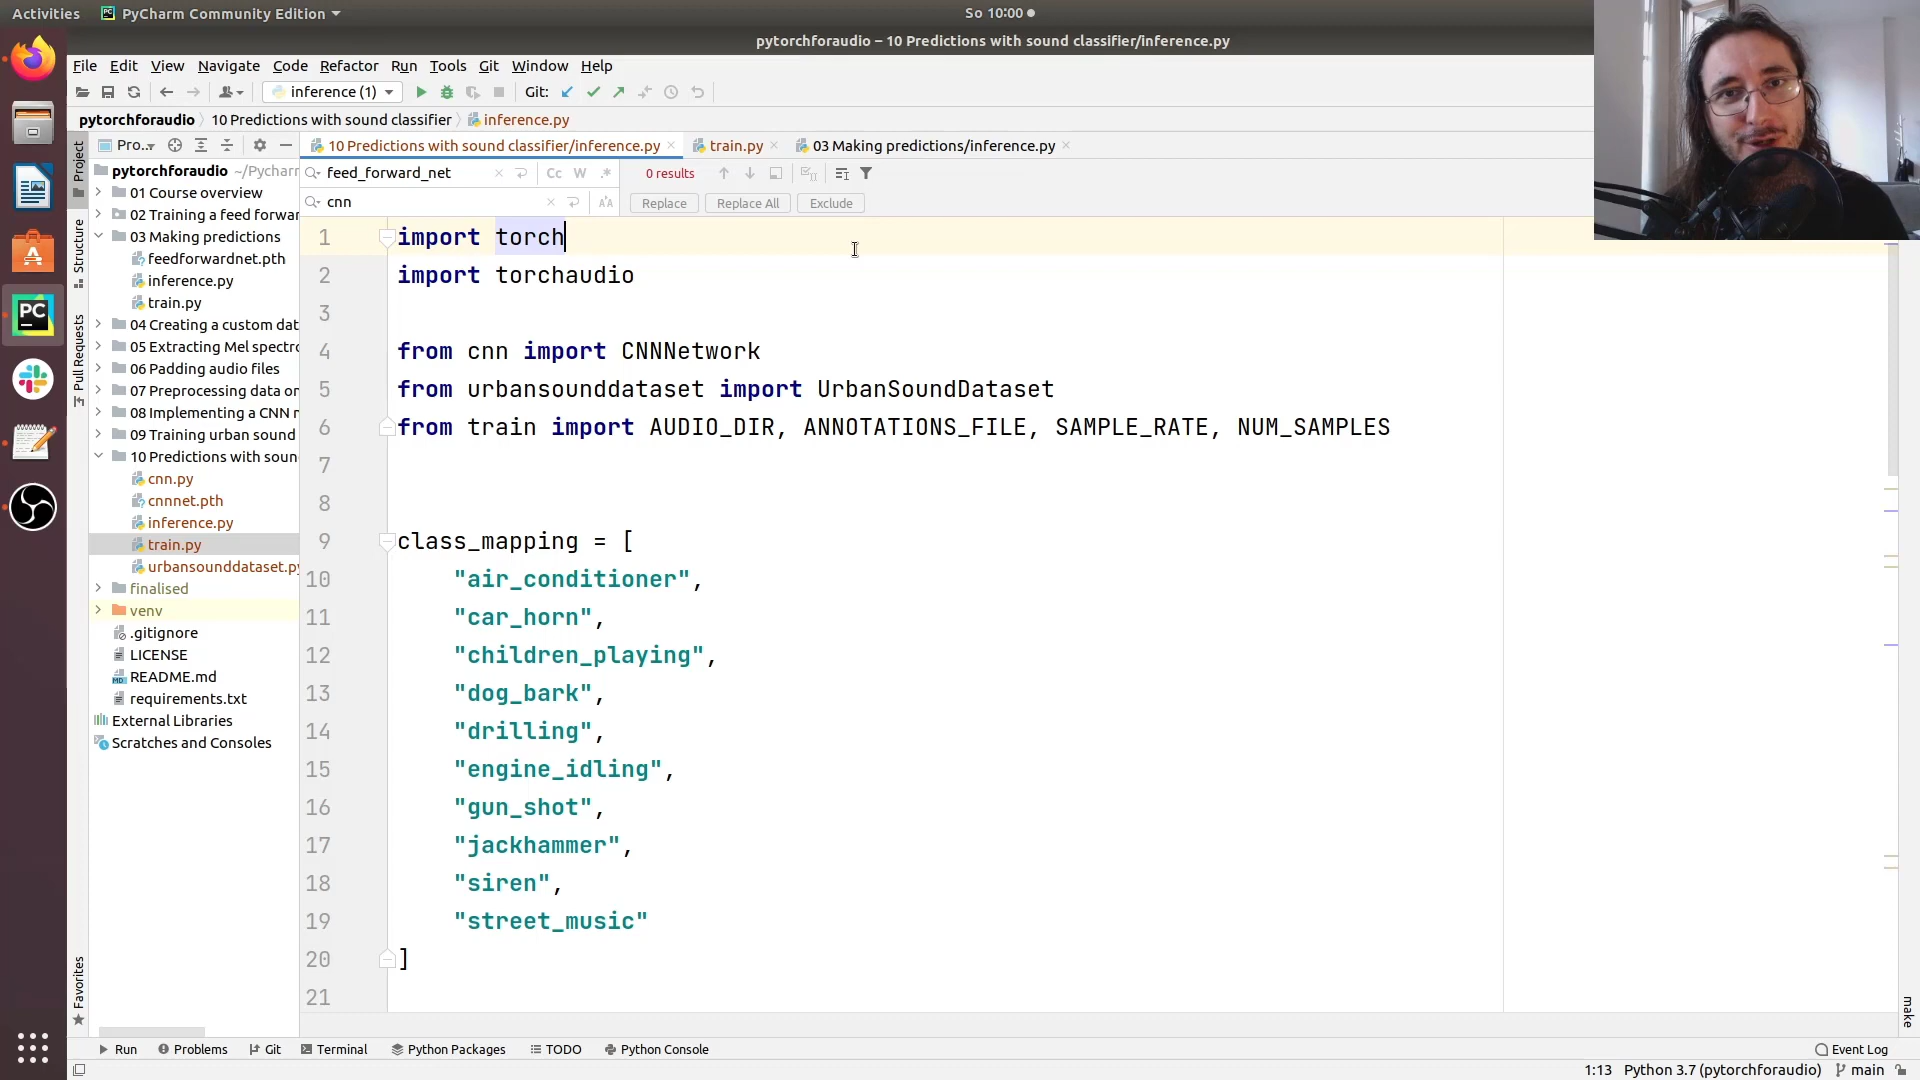 Activities PyCharm Community Edition So 10:00
pytorchforaudio – 10 Predictions with sound classifier/inference.py
File Edit View Navigate Code Refactor Run Tools Git Window Help
inference (1) Git:
pytorchforaudio 10 Predictions with sound classifier inference.py
Pro... 10 Predictions with sound classifier/inference.py train.py 03 Making predictions/inference.py
Project
Structure
Pull Requests
Favorites
pytorchforaudio ~/Pycharm
01 Course overview
02 Training a feed forwar
03 Making predictions
feedforwardnet.pth
inference.py
train.py
04 Creating a custom dat
05 Extracting Mel spectro
06 Padding audio files
07 Preprocessing data on
08 Implementing a CNN n
09 Training urban sound
10 Predictions with soun
cnn.py
cnnnet.pth
inference.py
train.py
urbansounddataset.py
finalised
venv
.gitignore
LICENSE
README.md
requirements.txt
External Libraries
Scratches and Consoles
feed_forward_net Cc W .* 0 results
cnn Replace Replace All Exclude
1 import torch
2 import torchaudio
3
4 from cnn import CNNNetwork
5 from urbansounddataset import UrbanSoundDataset
6 from train import AUDIO_DIR, ANNOTATIONS_FILE, SAMPLE_RATE, NUM_SAMPLES
7
8
9 class_mapping = [
10 "air_conditioner",
11 "car_horn",
12 "children_playing",
13 "dog_bark",
14 "drilling",
15 "engine_idling",
16 "gun_shot",
17 "jackhammer",
18 "siren",
19 "street_music"
20 ]
21
make
Run Problems Git Terminal Python Packages TODO Python Console Event Log
1:13 Python 3.7 (pytorchforaudio) main